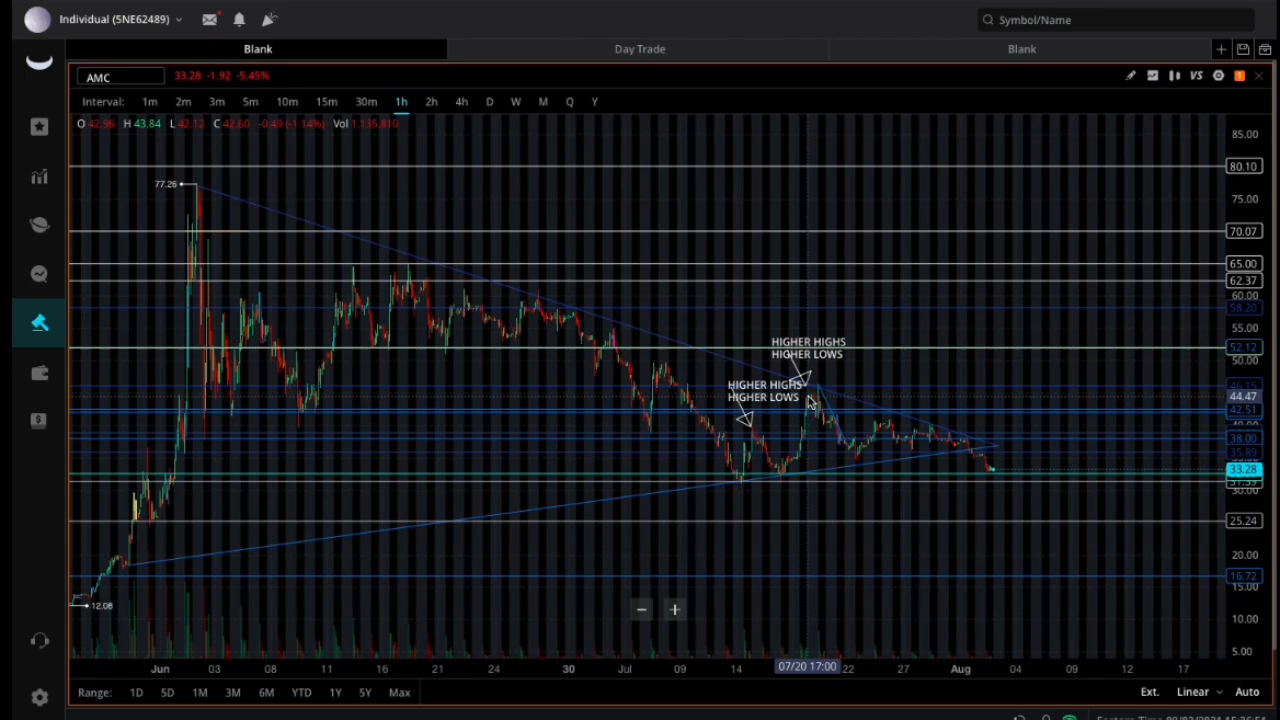 Individual (5NE62489)
Symbol/Name
Blank
Day Trade
Blank
AMC
33.28 -1.92 -5.45%
VS
Interval: 1m 2m 3m 5m 10m 15m 30m 1h 2h 4h D W M Q Y
O 42.96 H 43.84 L 42.12 C 42.60 -0.49 (-1.14%) Vol 1,135,810
85.00
80.10
77.26
75.00
70.07
65.00
62.37
60.00
58.20
55.00
52.12
50.00
HIGHER HIGHS
HIGHER LOWS
HIGHER HIGHS
HIGHER LOWS
46.15
44.47
42.51
38.00
35.89
33.28
30.00
25.24
20.00
16.72
15.00
12.08
10.00
5.00
Jun 03 08 11 16 21 24 30 Jul 09 14 07/20 17:00 22 27 Aug 04 09 12 17
Range: 1D 5D 1M 3M 6M YTD 1Y 5Y Max
Ext. Linear Auto